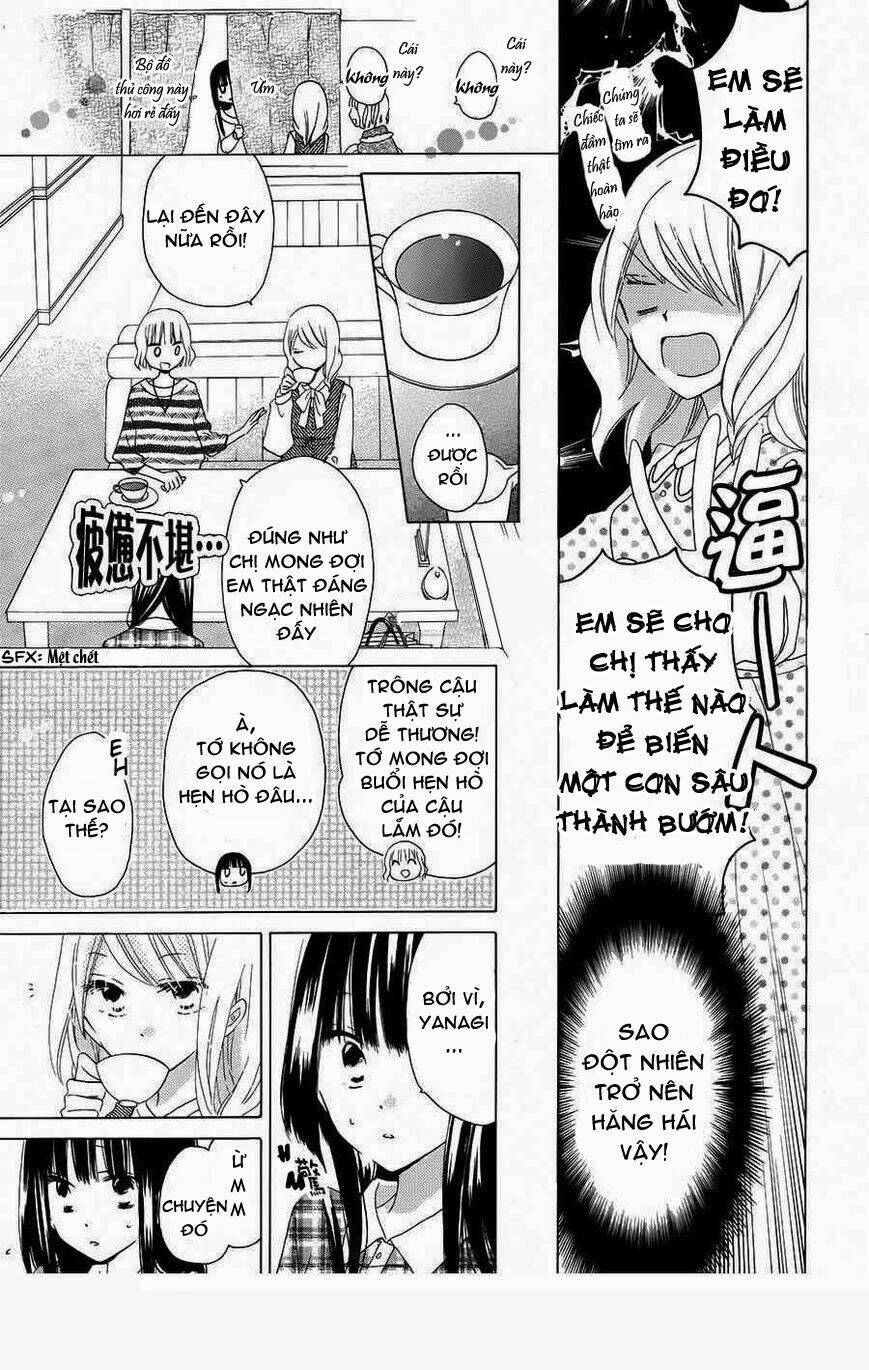 EM SẼ
LÀM
ĐIỀU
ĐÓ!
Chúng
ta sẽ
tìm ra
Chiếc
đầm
thật
hoàn
hảo
逼
EM SẼ CHO
CHỊ THẤY
LÀM THẾ NÀO
ĐỂ BIẾN
MỘT CON SÂU
THÀNH BƯỚM!
SAO
ĐỘT NHIÊN
TRỞ NÊN
HĂNG HÁI
VẬY!
Cái
này?
Không
Cái
này?
Không
Um
Bộ đồ
thủ công này
hơi rẻ đấy
LẠI ĐẾN ĐÂY
NỮA RỒI!
...
ĐƯỢC
RỒI
ĐÚNG NHƯ
CHỊ MONG ĐỢI
EM THẬT ĐÁNG
NGẠC NHIÊN
ĐẤY
疲憊不堪…
SFX: Mệt chết
TRÔNG CẬU
THẬT SỰ
DỄ THƯƠNG!
TỚ MONG ĐỢI
BUỔI HẸN HÒ
CỦA CẬU
LẮM ĐÓ!
À,
TỚ KHÔNG
GỌI NÓ LÀ
HẸN HÒ ĐÂU...
EH
TẠI SAO
THẾ?
BỞI VÌ,
YANAGI
...
驚
ỪMM
CHUYỆN
ĐÓ